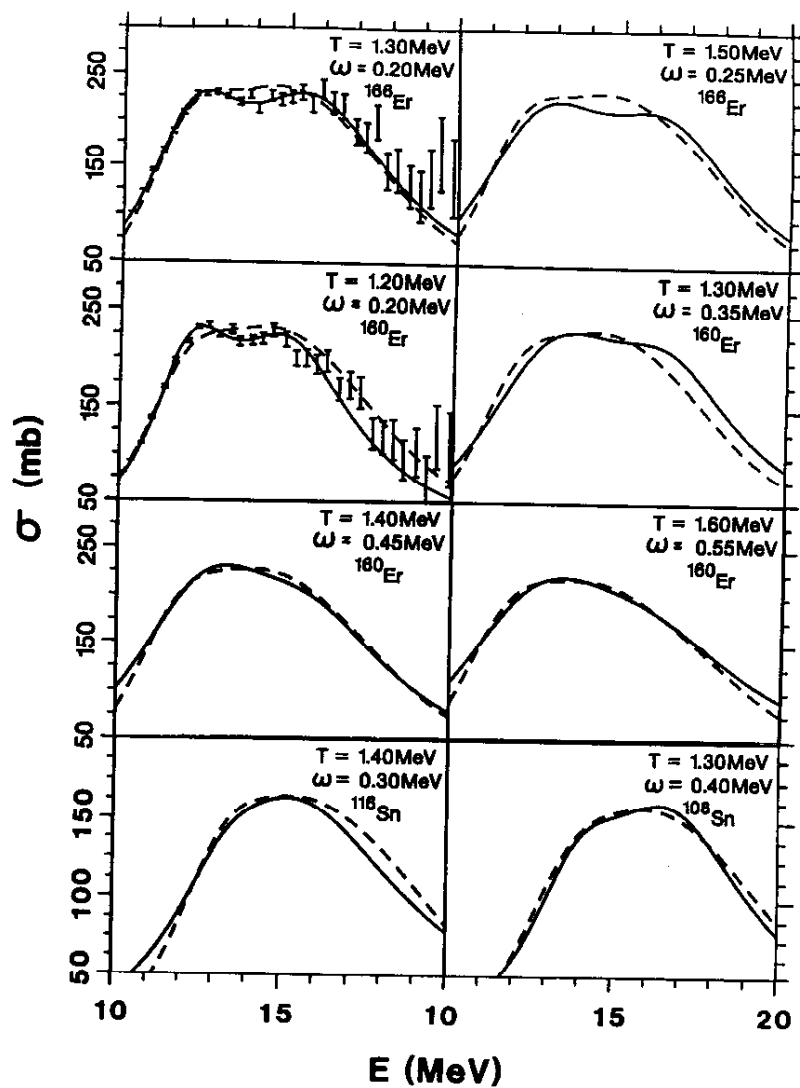 T = 1.30MeV
ω = 0.20MeV
166Er
T = 1.50MeV
ω = 0.25MeV
166Er
250
150
50
T = 1.20MeV
ω = 0.20MeV
160Er
T = 1.30MeV
ω = 0.35MeV
160Er
250
150
50
T = 1.40MeV
ω = 0.45MeV
160Er
T = 1.60MeV
ω = 0.55MeV
160Er
250
150
50
T = 1.40MeV
ω = 0.30MeV
116Sn
T = 1.30MeV
ω = 0.40MeV
108Sn
150
100
50
σ (mb)
10 15 10 15 20
E (MeV)